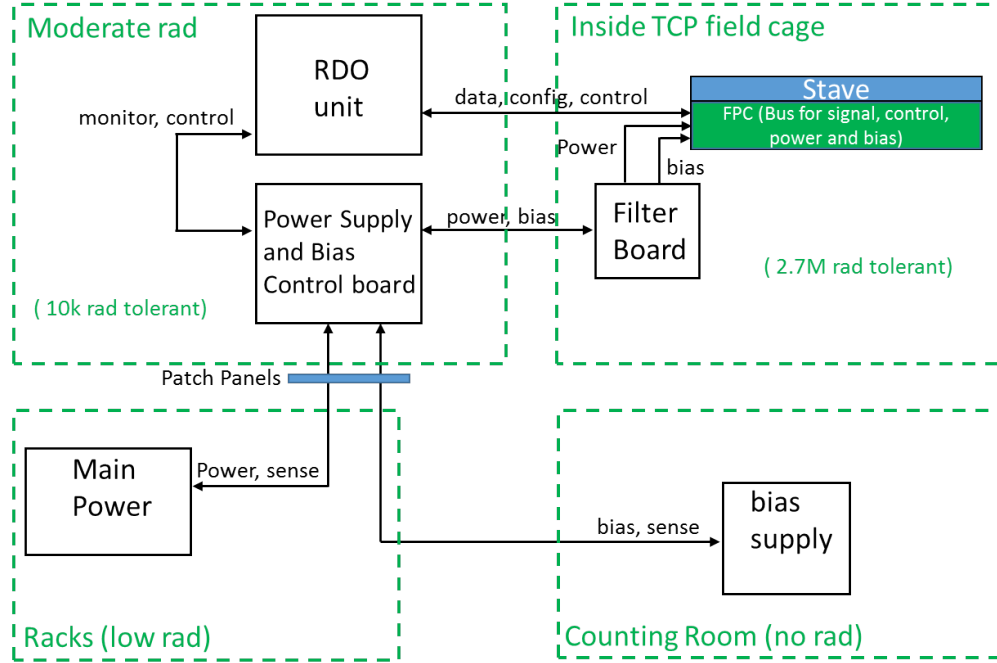 Moderate rad
RDO
unit
monitor, control
data, config, control
Power Supply
and Bias
Control board
power, bias
( 10k rad tolerant)
Inside TCP field cage
Stave
FPC (Bus for signal, control,
power and bias)
Power
bias
Filter
Board
( 2.7M rad tolerant)
Patch Panels
Main
Power
Power, sense
Racks (low rad)
bias, sense
bias
supply
Counting Room (no rad)